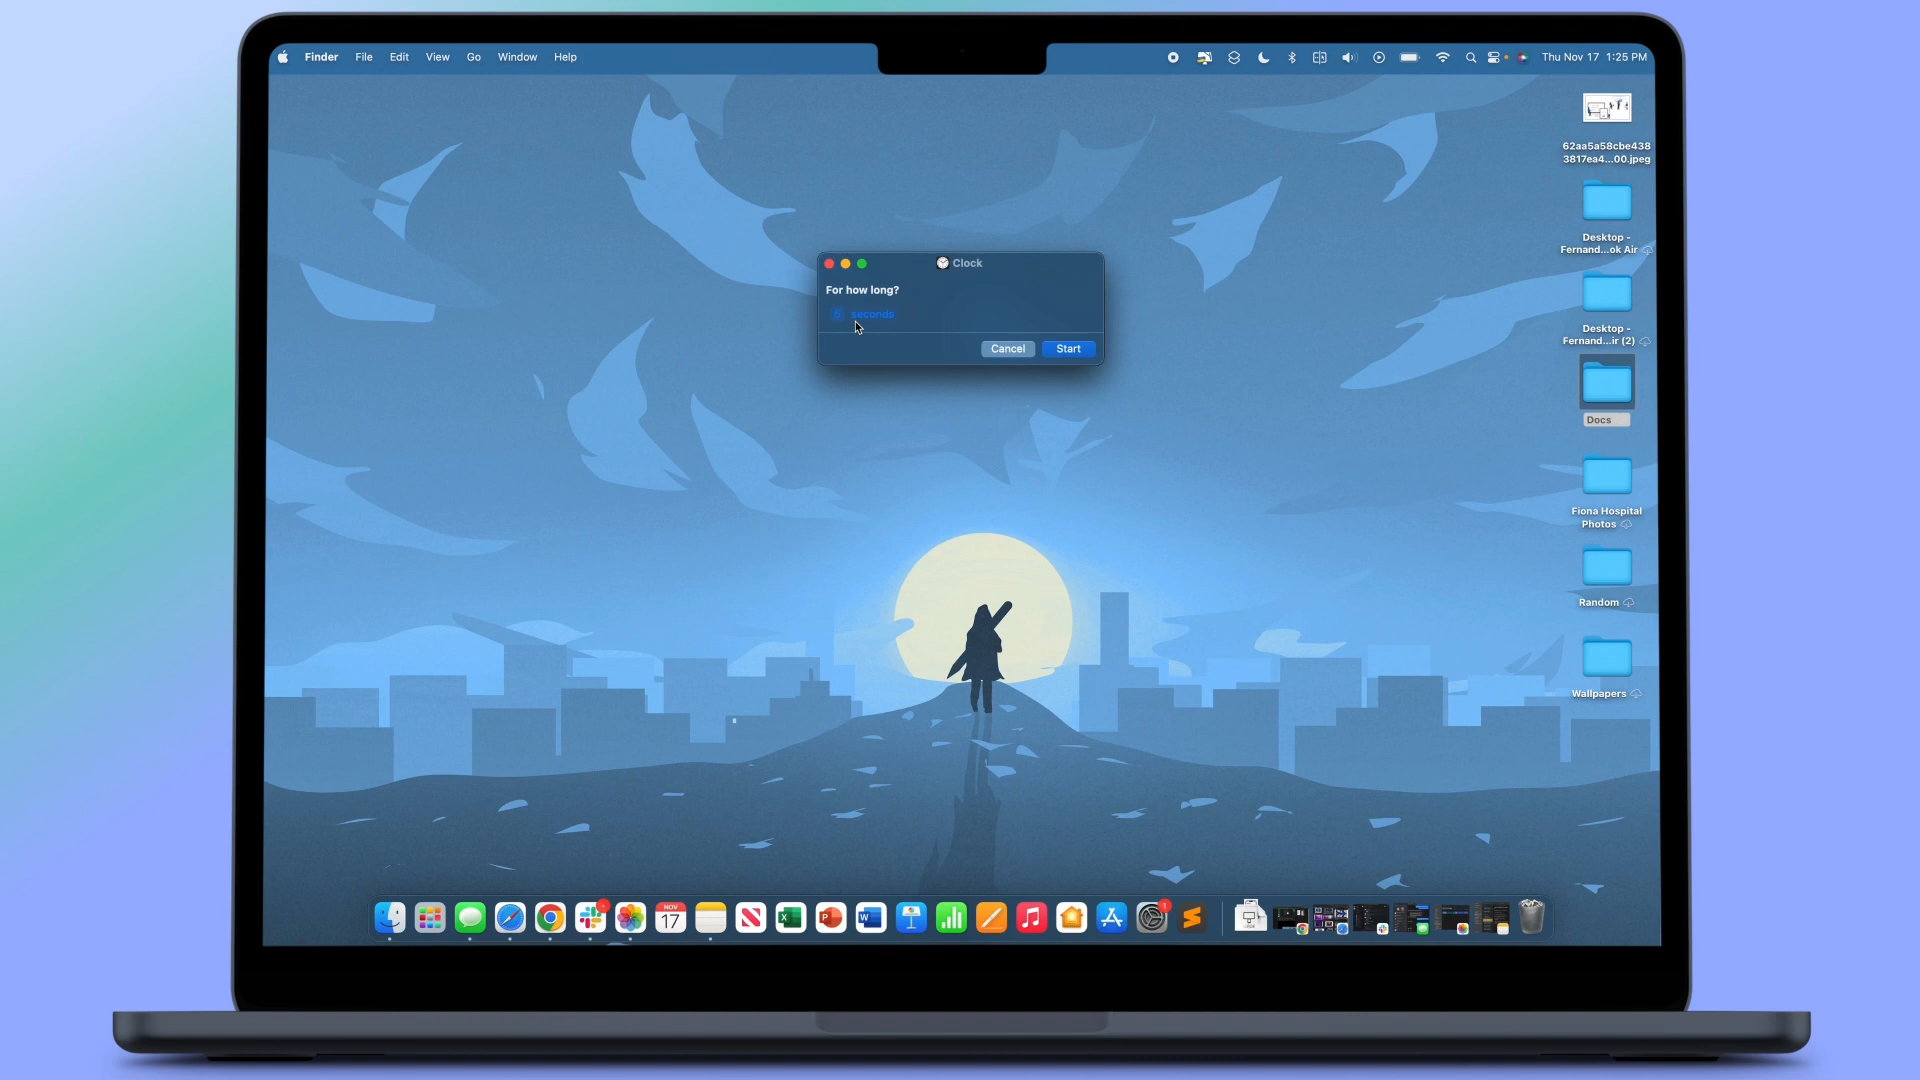 Finder File Edit View Go Window Help
Thu Nov 17 1:25 PM
62aa5a58cbe438
3817ea4...00.jpeg
Desktop -
Fernand...ok Air
Desktop -
Fernand...ir (2)
Docs
Fiona Hospital
Photos
Random
Wallpapers
Clock
For how long?
5 seconds
Cancel Start
NOV
17
P
W
1